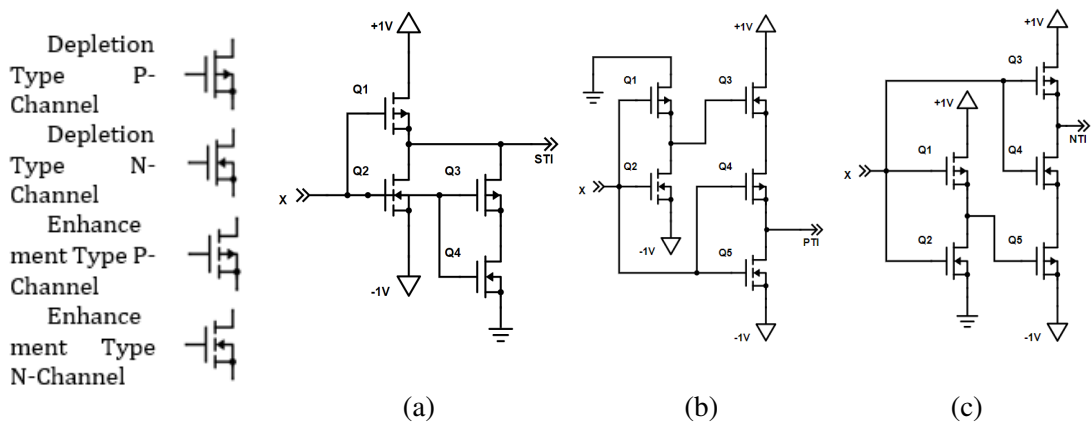 Depletion
Type P-
Channel
Depletion
Type N-
Channel
Enhance
ment Type P-
Channel
Enhance
ment Type
N-Channel
+1V
Q1
Q2
Q3
X
STI
Q4
-1V
(a)
+1V
Q1
Q3
Q2
Q4
X
-1V
PTI
Q5
-1V
(b)
Q3
+1V
NTI
+1V
Q1
Q4
X
Q2
Q5
-1V
(c)